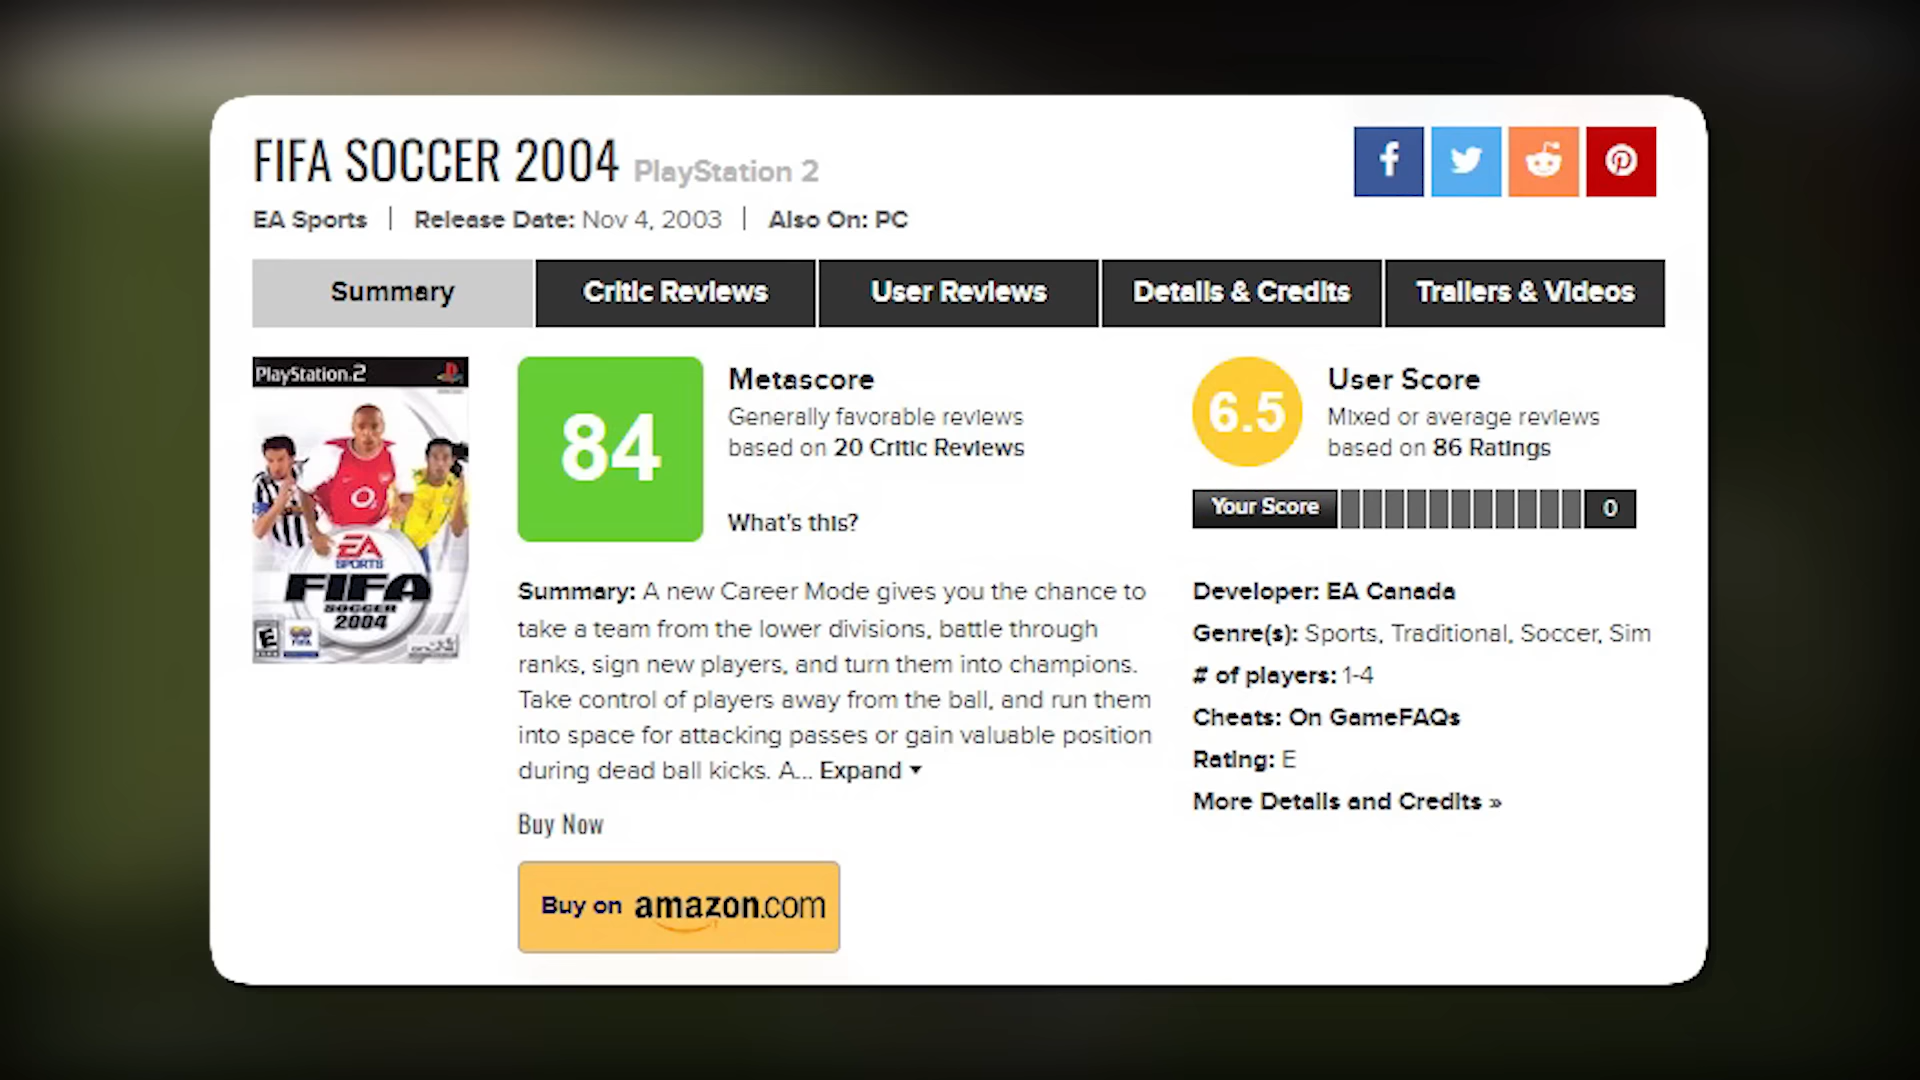 FIFA SOCCER 2004 PlayStation 2
EA Sports | Release Date: Nov 4, 2003 | Also On: PC
Summary
Critic Reviews
User Reviews
Details & Credits
Trailers & Videos
PlayStation 2
EA
SPORTS
FIFA
SOCCER
2004
E
84
Metascore
Generally favorable reviews
based on 20 Critic Reviews
What's this?
6.5
User Score
Mixed or average reviews
based on 86 Ratings
Your Score
0
Summary: A new Career Mode gives you the chance to
take a team from the lower divisions, battle through
ranks, sign new players, and turn them into champions.
Take control of players away from the ball, and run them
into space for attacking passes or gain valuable position
during dead ball kicks. A... Expand
Buy Now
Buy on amazon.com
Developer: EA Canada
Genre(s): Sports, Traditional, Soccer, Sim
# of players: 1-4
Cheats: On GameFAQs
Rating: E
More Details and Credits »